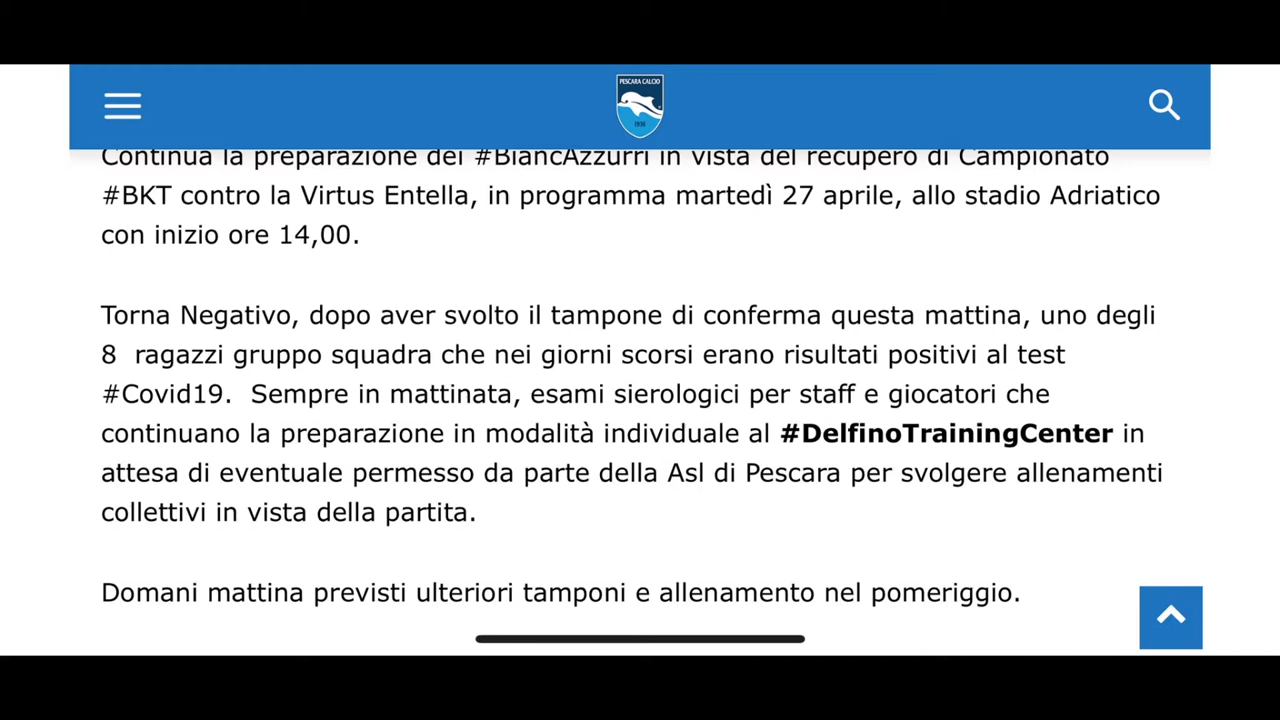 PESCARA CALCIO
1936
Continua la preparazione dei #BiancAzzurri in vista del recupero di Campionato
#BKT contro la Virtus Entella, in programma martedì 27 aprile, allo stadio Adriatico
con inizio ore 14,00.
Torna Negativo, dopo aver svolto il tampone di conferma questa mattina, uno degli
8  ragazzi gruppo squadra che nei giorni scorsi erano risultati positivi al test
#Covid19.  Sempre in mattinata, esami sierologici per staff e giocatori che
continuano la preparazione in modalità individuale al #DelfinoTrainingCenter in
attesa di eventuale permesso da parte della Asl di Pescara per svolgere allenamenti
collettivi in vista della partita.
Domani mattina previsti ulteriori tamponi e allenamento nel pomeriggio.